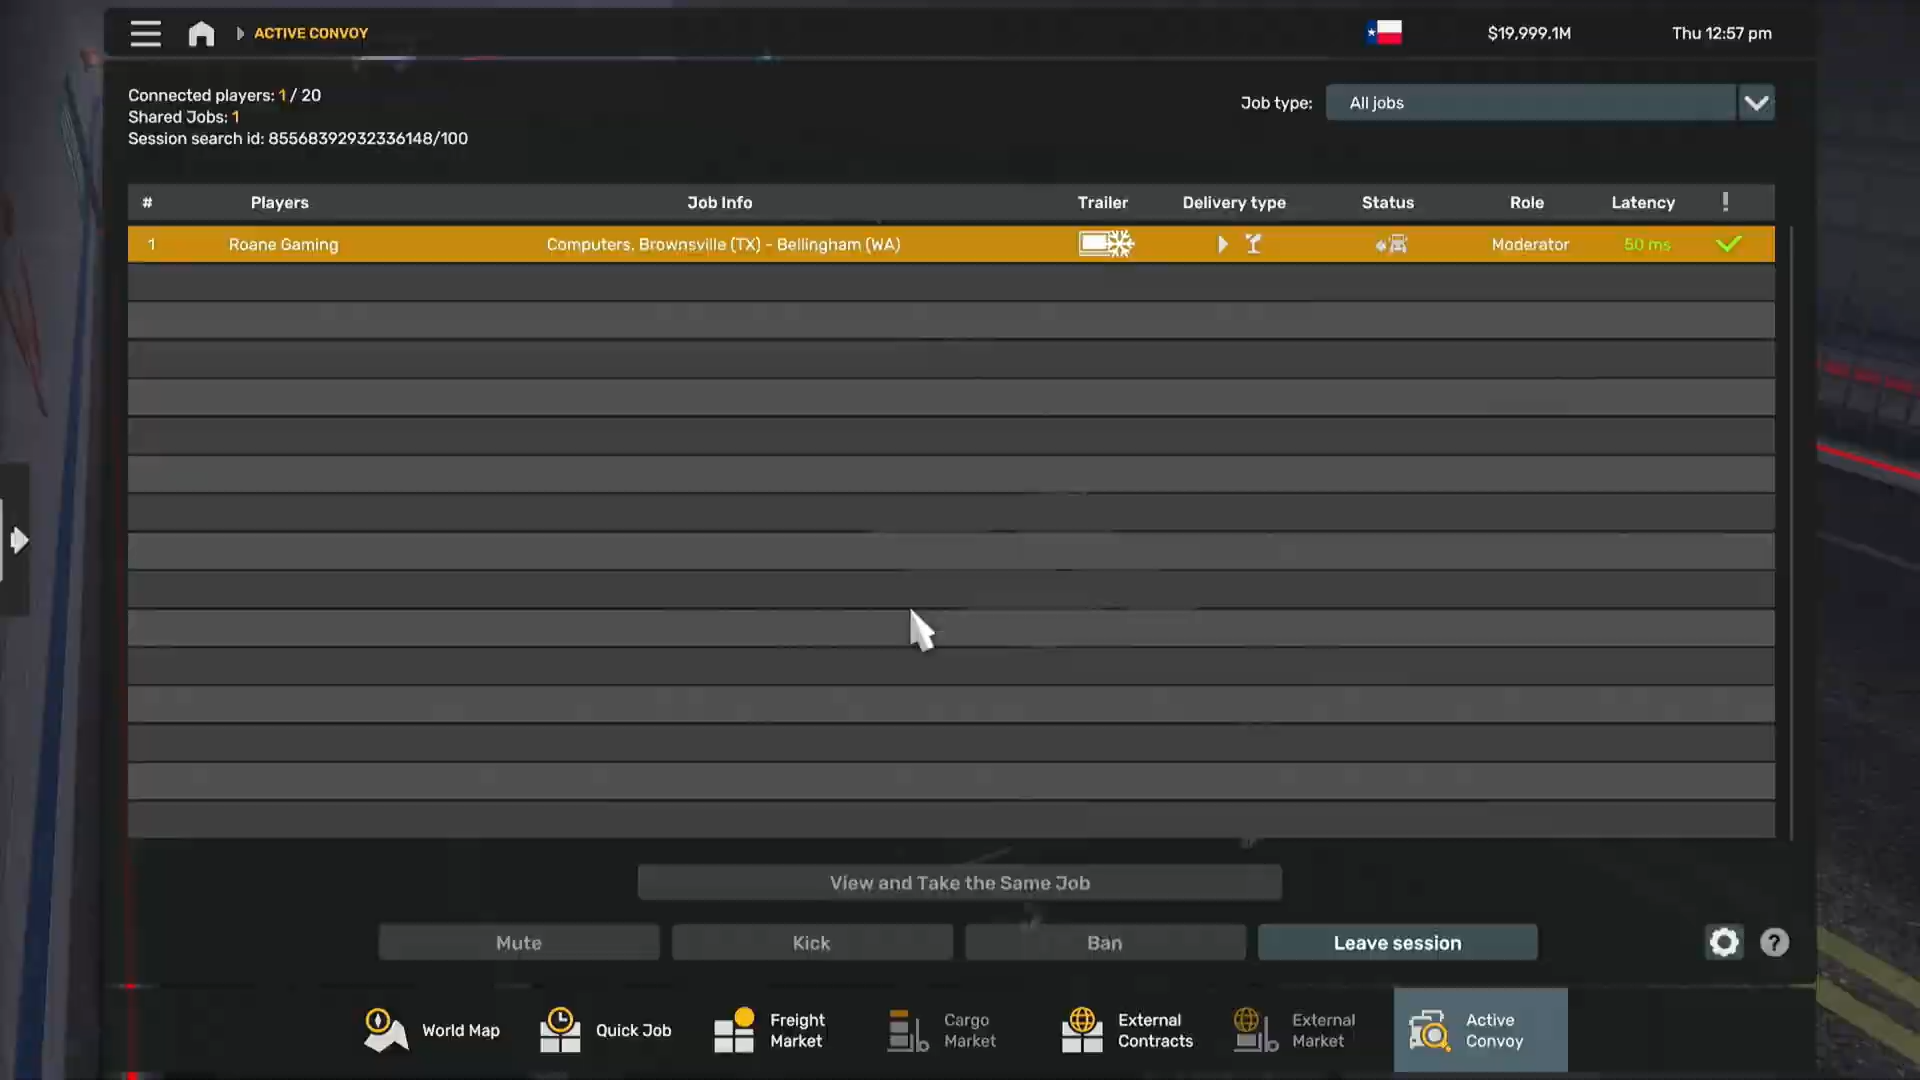 ACTIVE CONVOY
$19,999.1M
Thu 12:57 pm
Connected players: 1 / 20
Shared Jobs: 1
Session search id: 85568392932336148/100
Job type: All jobs
# Players Job Info Trailer Delivery type Status Role Latency !
1 Roane Gaming Computers, Brownsville (TX) - Bellingham (WA) Moderator 50 ms
View and Take the Same Job
Mute Kick Ban Leave session ?
World Map
Quick Job
Freight
Market
Cargo
Market
External
Contracts
External
Market
Active
Convoy